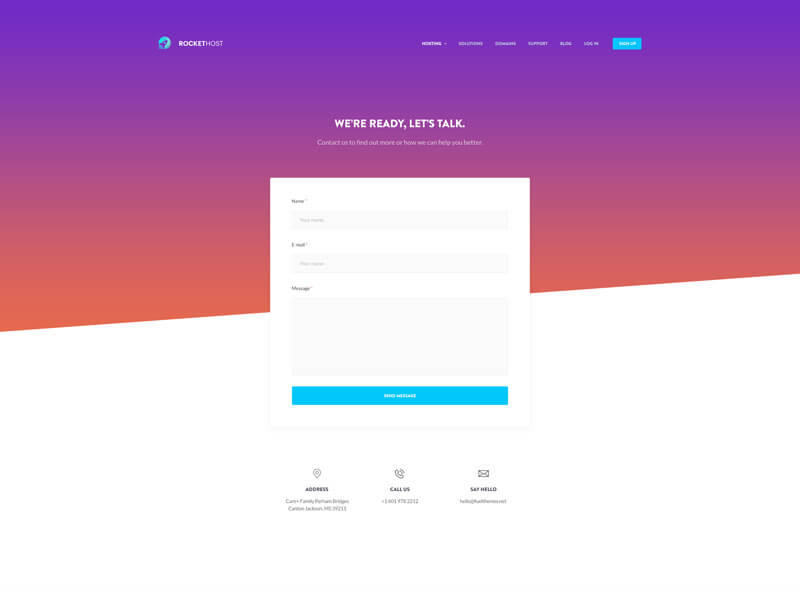 ROCKETHOST
HOSTING SOLUTIONS DOMAINS SUPPORT BLOG LOG IN SIGN UP
WE'RE READY, LET'S TALK.
Contact us to find out more or how we can help you better.
Name *
Your name
E-mail *
Your name
Message *
SEND MESSAGE
ADDRESS CALL US SAY HELLO
Care+ Family Perham Bridges +1 601 978 2212 hello@fuelthemes.net
Canton Jackson, MS 39211